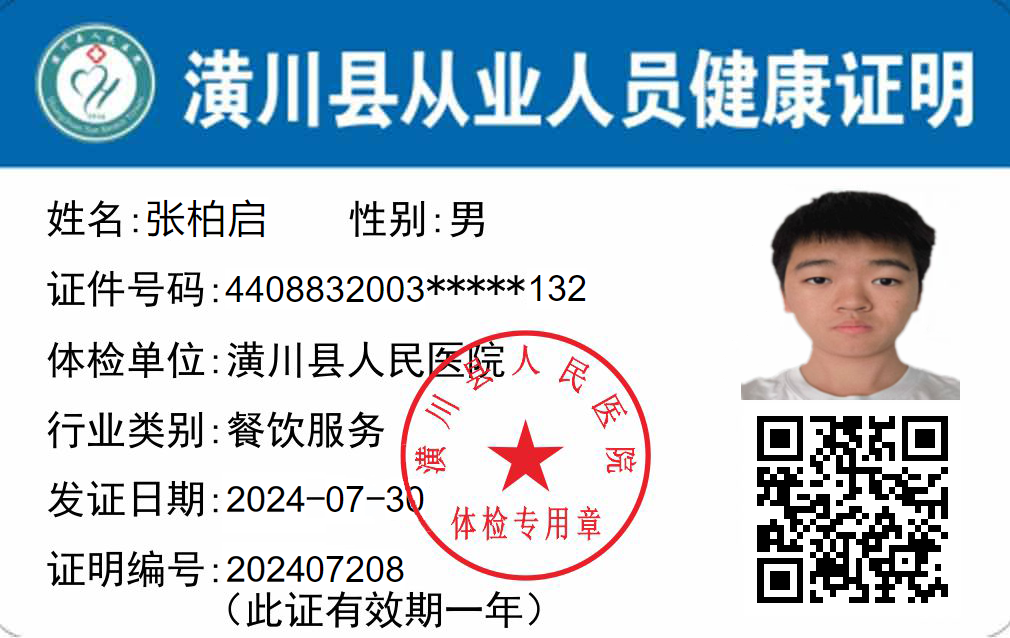 潢川县从业人员健康证明
姓名:张柏启 性别:男
证件号码:4408832003*****132
体检单位:潢川县人民医院
行业类别:餐饮服务
发证日期:2024-07-30
证明编号:202407208
(此证有效期一年)
潢川县人民医院
体检专用章